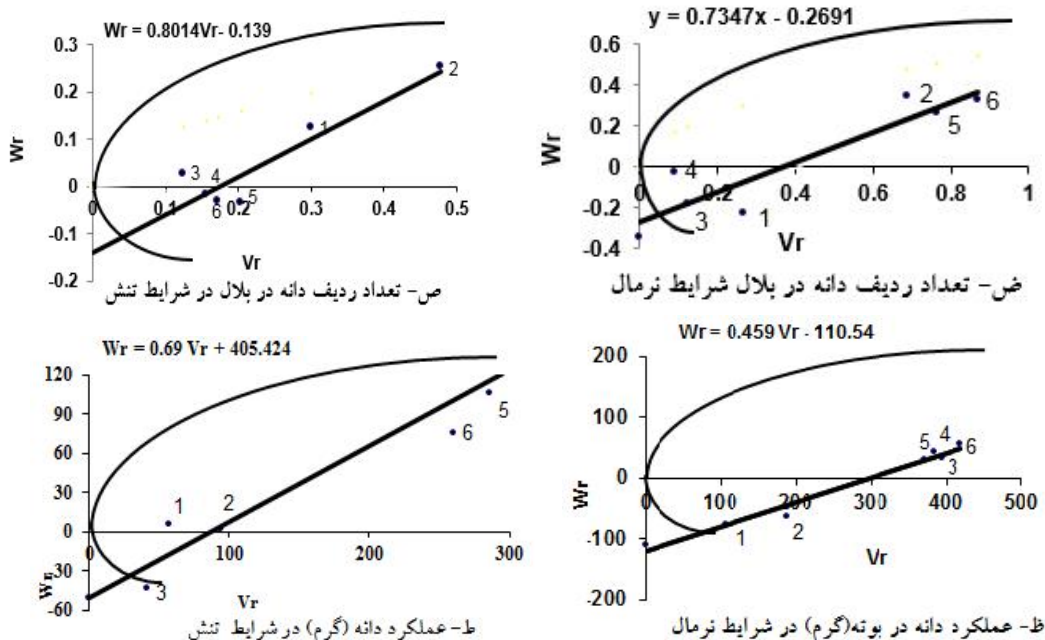 Wr = 0.8014Vr- 0.139
Wr
0.3
0.2
0.1
0
-0.1
-0.2
0 0.1 0.2 0.3 0.4 0.5
1
2
3
4
5
6
Vr
ص- تعداد ردیف دانه در بلال در شرایط تنش
y = 0.7347x - 0.2691
Wr
0.6
0.4
0.2
0
-0.2
-0.4
0 0.2 0.4 0.6 0.8 1
1
2
3
4
5
6
Vr
ض- تعداد ردیف دانه در بلال شرایط نرمال
Wr = 0.69 Vr + 405.424
Wr
120
90
60
30
0
-30
-60
0 100 200 300
1
2
3
5
6
Vr
ط- عملکرد دانه (گرم) در شرایط تنش
Wr = 0.459 Vr - 110.54
Wr
200
100
0
-100
-200
0 100 200 300 400 500
1
2
3
4
5
6
Vr
ظ- عملکرد دانه در بوته(گرم) در شرایط نرمال